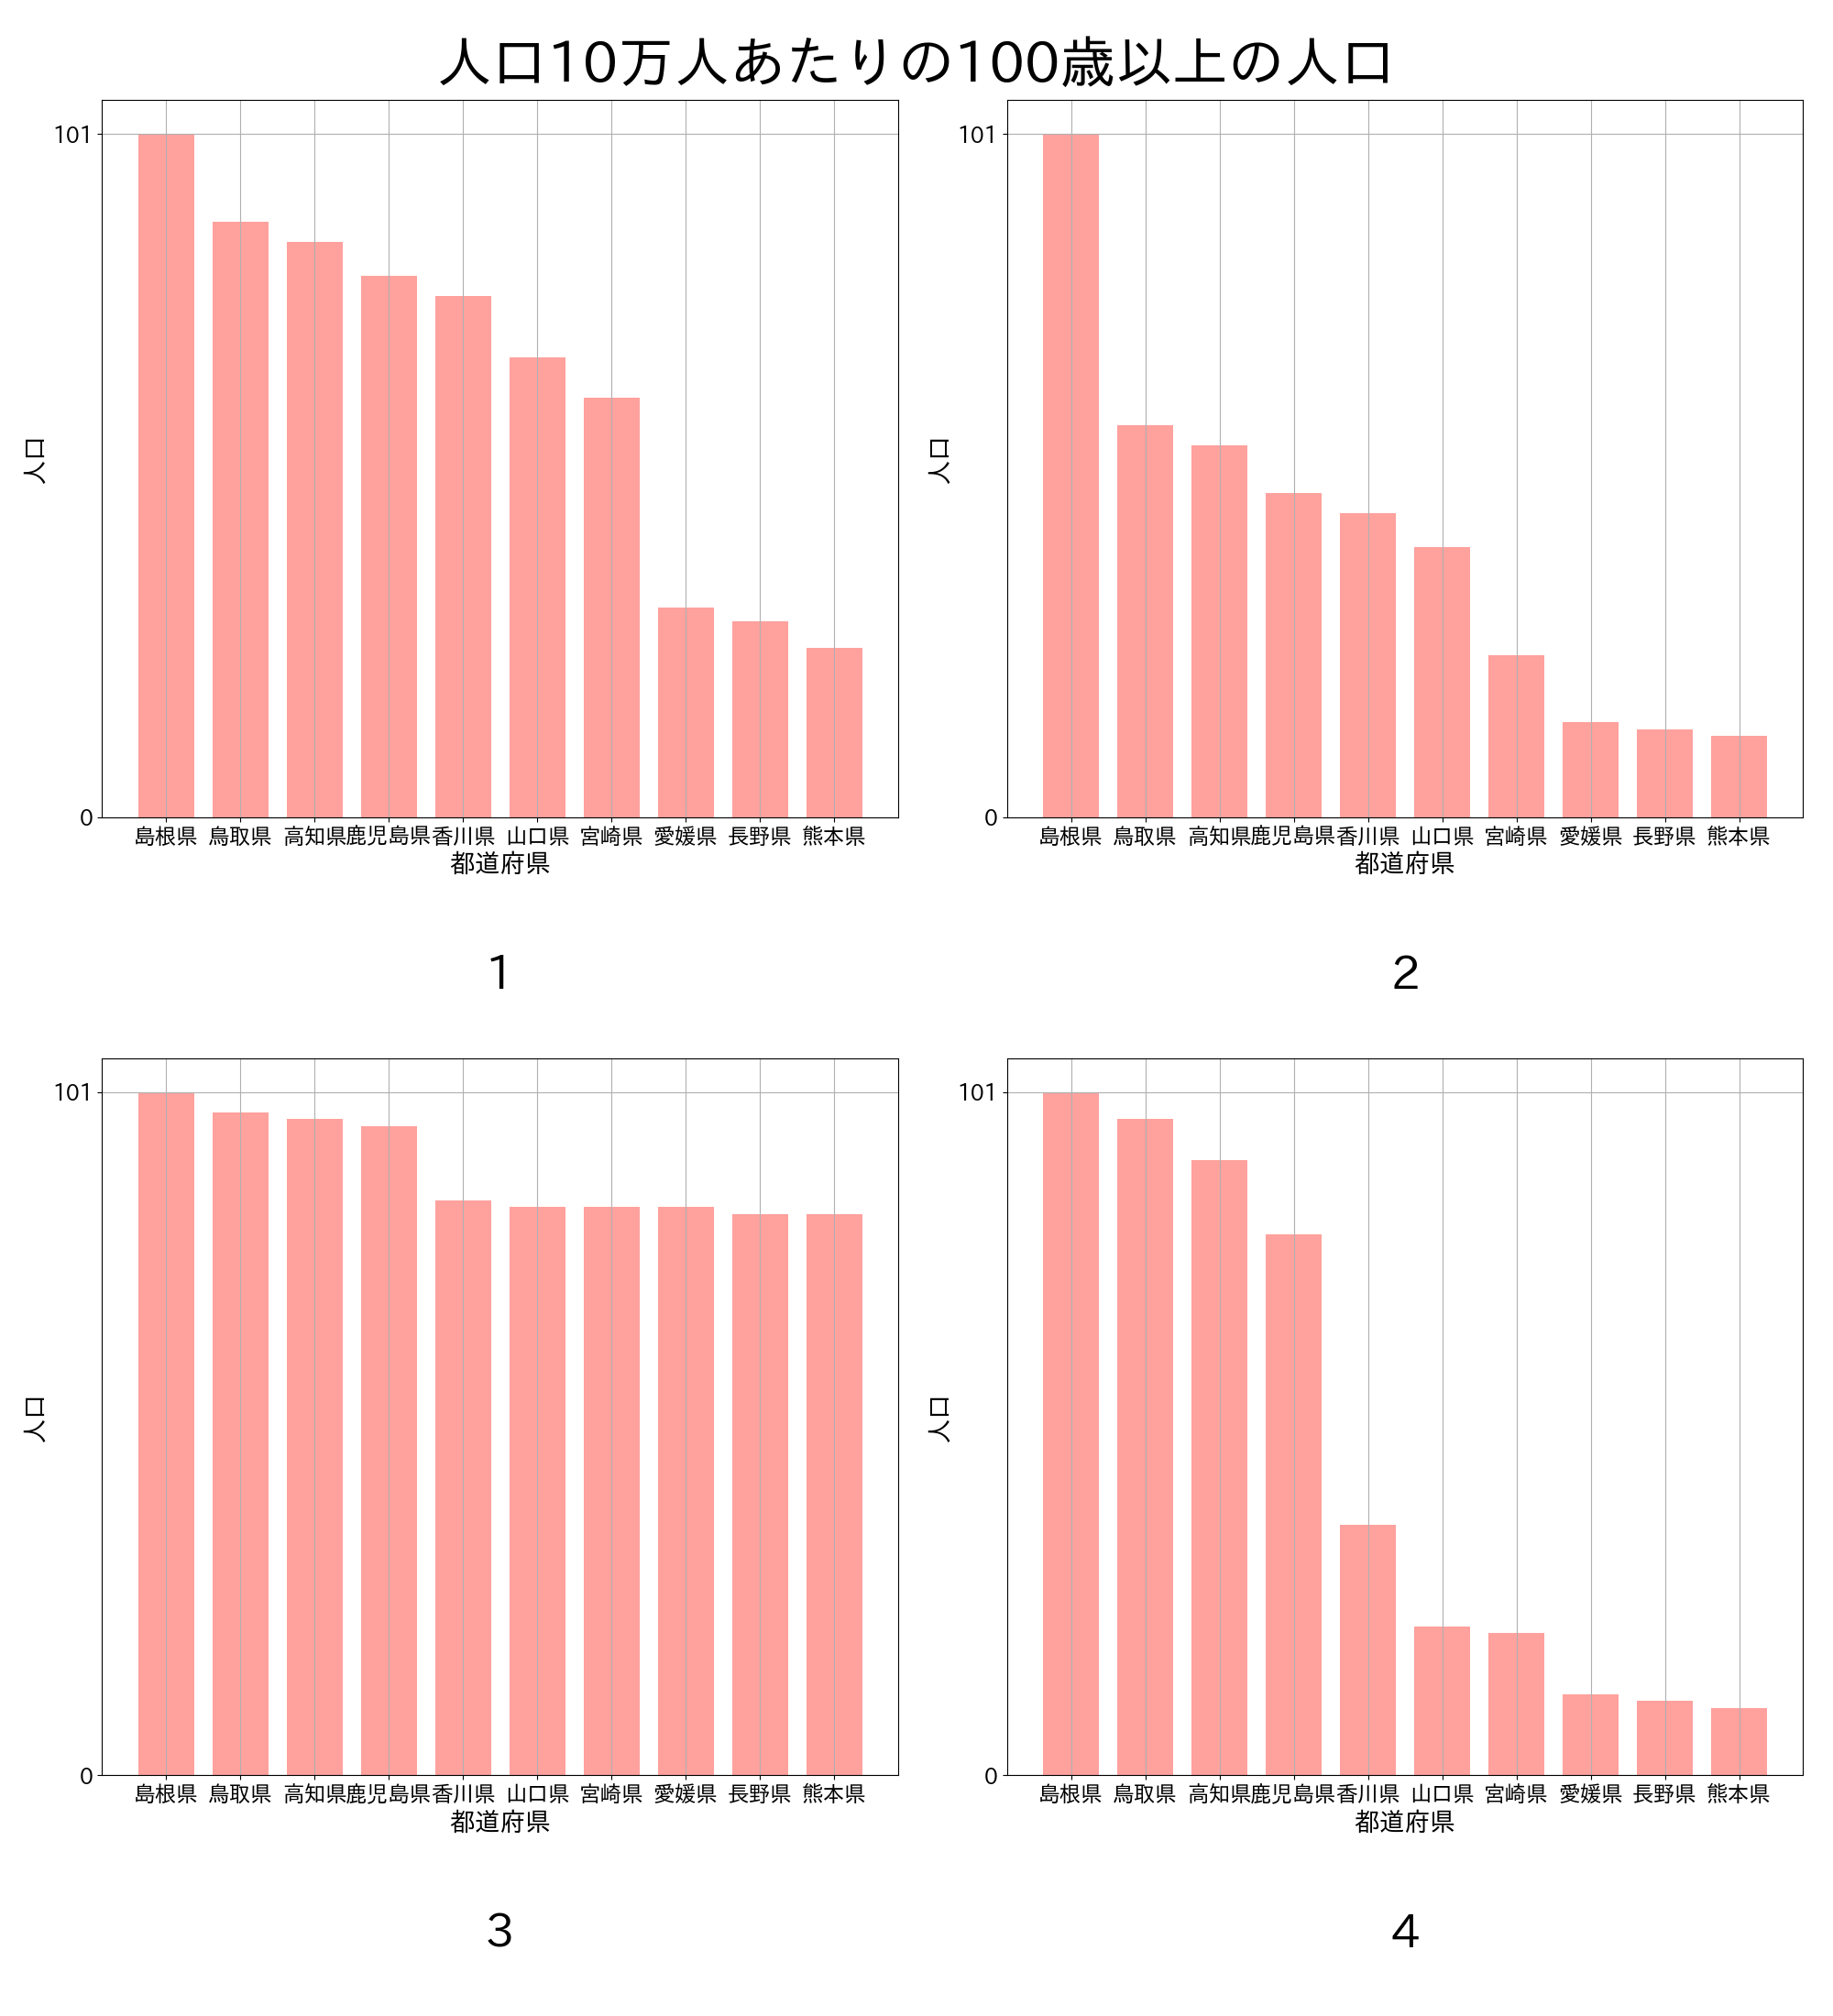 人口10万人あたりの100歳以上の人口
101
人口
0
島根県 鳥取県 高知県 鹿児島県 香川県 山口県 宮崎県 愛媛県 長野県 熊本県
都道府県
1
101
人口
0
島根県 鳥取県 高知県 鹿児島県 香川県 山口県 宮崎県 愛媛県 長野県 熊本県
都道府県
2
101
人口
0
島根県 鳥取県 高知県 鹿児島県 香川県 山口県 宮崎県 愛媛県 長野県 熊本県
都道府県
3
101
人口
0
島根県 鳥取県 高知県 鹿児島県 香川県 山口県 宮崎県 愛媛県 長野県 熊本県
都道府県
4